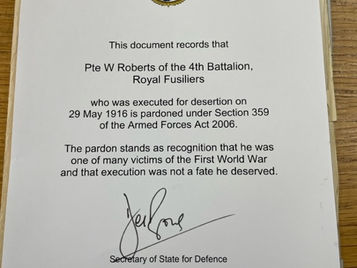 This document records that
Pte W Roberts of the 4th Battalion,
Royal Fusiliers
who was executed for desertion on
29 May 1916 is pardoned under Section 359
of the Armed Forces Act 2006.
The pardon stands as recognition that he was
one of many victims of the First World War
and that execution was not a fate he deserved.
Secretary of State for Defence